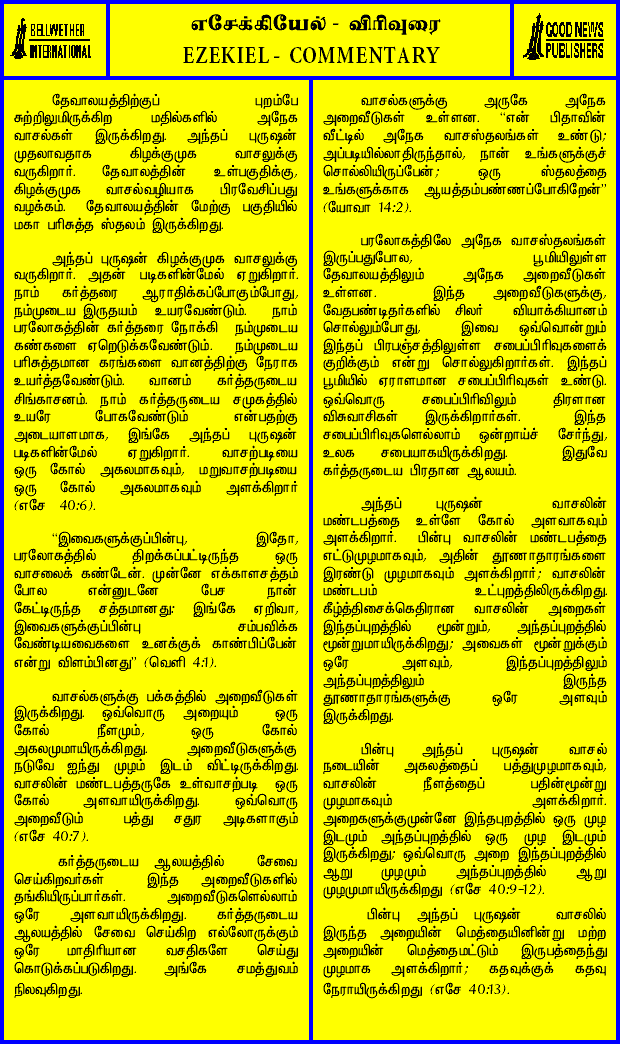 BELLWETHER
INTERNATIONAL
எசேக்கியேல் - விரிவுரை
EZEKIEL - COMMENTARY
GOOD NEWS
PUBLISHERS
தேவாலயத்திற்குப் புறம்பே
சுற்றிலுமிருக்கிற மதில்களில் அநேக
வாசல்கள் இருக்கிறது. அந்தப் புருஷன்
முதலாவதாக கிழக்குமுக வாசலுக்கு
வருகிறார். தேவாலத்தின் உள்பகுதிக்கு,
கிழக்குமுக வாசல்வழியாக பிரவேசிப்பது
வழக்கம். தேவாலயத்தின் மேற்கு பகுதியில்
மகா பரிசுத்த ஸ்தலம் இருக்கிறது.
அந்தப் புருஷன் கிழக்குமுக வாசலுக்கு
வருகிறார். அதன் படிகளின்மேல் ஏறுகிறார்.
நாம் கர்த்தரை ஆராதிக்கப்போகும்போது,
நம்முடைய இருதயம் உயரவேண்டும். நாம்
பரலோகத்தின் கர்த்தரை நோக்கி நம்முடைய
கண்களை ஏறெடுக்கவேண்டும். நம்முடைய
பரிசுத்தமான கரங்களை வானத்திற்கு நேராக
உயர்த்தவேண்டும். வானம் கர்த்தருடைய
சிங்காசனம். நாம் கர்த்தருடைய சமுகத்தில்
உயரே போகவேண்டும் என்பதற்கு
அடையாளமாக, இங்கே அந்தப் புருஷன்
படிகளின்மேல் ஏறுகிறார். வாசற்படியை
ஒரு கோல் அகலமாகவும், மறுவாசற்படியை
ஒரு கோல் அகலமாகவும் அளக்கிறார்
(எசே 40:6).
"இவைகளுக்குப்பின்பு, இதோ,
பரலோகத்தில் திறக்கப்பட்டிருந்த ஒரு
வாசலைக் கண்டேன். முன்னே எக்காளசத்தம்
போல என்னுடனே பேச நான்
கேட்டிருந்த சத்தமானது: இங்கே ஏறிவா,
இவைகளுக்குப்பின்பு சம்பவிக்க
வேண்டியவைகளை உனக்குக் காண்பிப்பேன்
என்று விளம்பினது" (வெளி 4:1).
வாசல்களுக்கு பக்கத்தில் அறைவீடுகள்
இருக்கிறது. ஒவ்வொரு அறையும் ஒரு
கோல் நீளமும், ஒரு கோல்
அகலமுமாயிருக்கிறது. அறைவீடுகளுக்கு
நடுவே ஐந்து முழம் இடம் விட்டிருக்கிறது.
வாசலின் மண்டபத்தருகே உள்வாசற்படி ஒரு
கோல் அளவாயிருக்கிறது. ஒவ்வொரு
அறைவீடும் பத்து சதுர அடிகளாகும்
(எசே 40:7).
கர்த்தருடைய ஆலயத்தில் சேவை
செய்கிறவர்கள் இந்த அறைவீடுகளில்
தங்கியிருப்பார்கள். அறைவீடுகளெல்லாம்
ஒரே அளவாயிருக்கிறது. கர்த்தருடைய
ஆலயத்தில் சேவை செய்கிற எல்லோருக்கும்
ஒரே மாதிரியான வசதிகளே செய்து
கொடுக்கப்படுகிறது. அங்கே சமத்துவம்
நிலவுகிறது.
வாசல்களுக்கு அருகே அநேக
அறைவீடுகள் உள்ளன. "என் பிதாவின்
வீட்டில் அநேக வாசஸ்தலங்கள் உண்டு;
அப்படியில்லாதிருந்தால், நான் உங்களுக்குச்
சொல்லியிருப்பேன்; ஒரு ஸ்தலத்தை
உங்களுக்காக ஆயத்தம்பண்ணப்போகிறேன்"
(யோவா 14:2).
பரலோகத்திலே அநேக வாசஸ்தலங்கள்
இருப்பதுபோல, பூமியிலுள்ள
தேவாலயத்திலும் அநேக அறைவீடுகள்
உள்ளன. இந்த அறைவீடுகளுக்கு,
வேதபண்டிதர்களில் சிலர் வியாக்கியானம்
சொல்லும்போது, இவை ஒவ்வொன்றும்
இந்தப் பிரபஞ்சத்திலுள்ள சபைப்பிரிவுகளைக்
குறிக்கும் என்று சொல்லுகிறார்கள். இந்தப்
பூமியில் ஏராளமான சபைப்பிரிவுகள் உண்டு.
ஒவ்வொரு சபைப்பிரிவிலும் திரளான
விசுவாசிகள் இருக்கிறார்கள். இந்த
சபைப்பிரிவுகளெல்லாம் ஒன்றாய்ச் சேர்ந்து,
உலக சபையாகயிருக்கிறது. இதுவே
கர்த்தருடைய பிரதான ஆலயம்.
அந்தப் புருஷன் வாசலின்
மண்டபத்தை உள்ளே கோல் அளவாகவும்
அளக்கிறார். பின்பு வாசலின் மண்டபத்தை
எட்டுமுழமாகவும், அதின் தூணாதாரங்களை
இரண்டு முழமாகவும் அளக்கிறார்; வாசலின்
மண்டபம் உட்புறத்திலிருக்கிறது.
கீழ்த்திசைக்கெதிரான வாசலின் அறைகள்
இந்தப்புறத்தில் மூன்றும், அந்தப்புறத்தில்
மூன்றுமாயிருக்கிறது; அவைகள் மூன்றுக்கும்
ஒரே அளவும், இந்தப்புறத்திலும்
அந்தப்புறத்திலும் இருந்த
தூணாதாரங்களுக்கு ஒரே அளவும்
இருக்கிறது.
பின்பு அந்தப் புருஷன் வாசல்
நடையின் அகலத்தைப் பத்துமுழமாகவும்,
வாசலின் நீளத்தைப் பதின்மூன்று
முழமாகவும் அளக்கிறார்.
அறைகளுக்குமுன்னே இந்தபுறத்தில் ஒரு முழ
இடமும் அந்தப்புறத்தில் ஒரு முழ இடமும்
இருக்கிறது; ஒவ்வொரு அறை இந்தப்புறத்தில்
ஆறு முழமும் அந்தப்புறத்தில் ஆறு
முழமுமாயிருக்கிறது (எசே 40:9-12).
பின்பு அந்தப் புருஷன் வாசலில்
இருந்த அறையின் மெத்தையினின்று மற்ற
அறையின் மெத்தைமட்டும் இருபத்தைந்து
முழமாக அளக்கிறார்; கதவுக்குக் கதவு
நேராயிருக்கிறது (எசே 40:13).